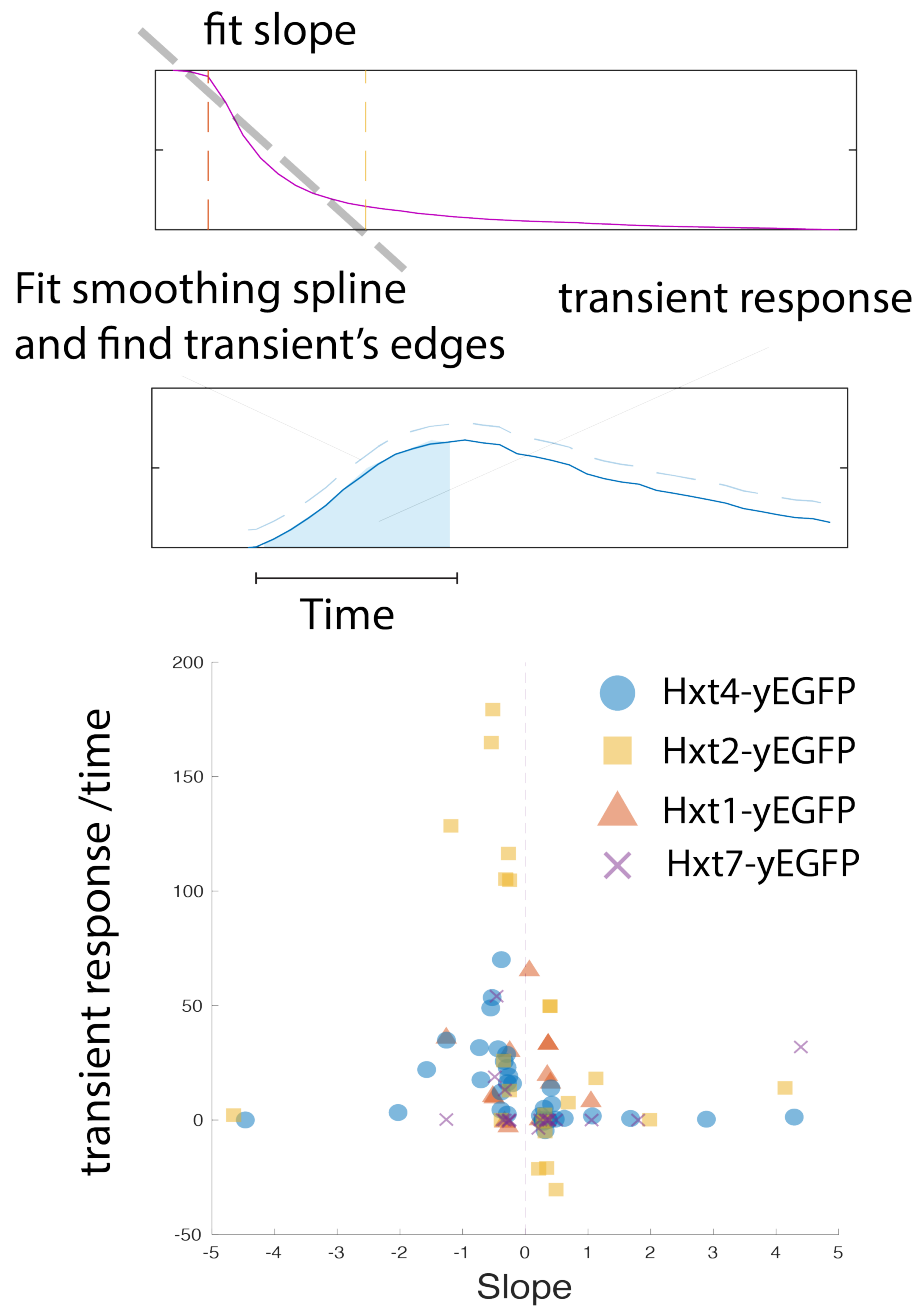 fit slope
Fit smoothing spline
and find transient's edges
transient response
Time
transient response /time
200
150
100
50
0
-50
-5
-4
-3
-2
-1
0
1
2
3
4
5
Slope
Hxt4-yEGFP
Hxt2-yEGFP
Hxt1-yEGFP
Hxt7-yEGFP